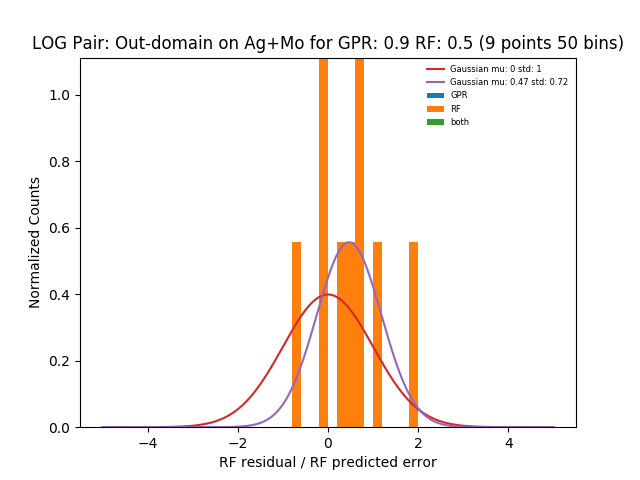 LOG Pair: Out-domain on Ag+Mo for GPR: 0.9 RF: 0.5 (9 points 50 bins)
Gaussian mu: 0 std: 1
Gaussian mu: 0.47 std: 0.72
GPR
RF
both
Normalized Counts
1.0
0.8
0.6
0.4
0.2
0.0
−4 −2 0 2 4
RF residual / RF predicted error